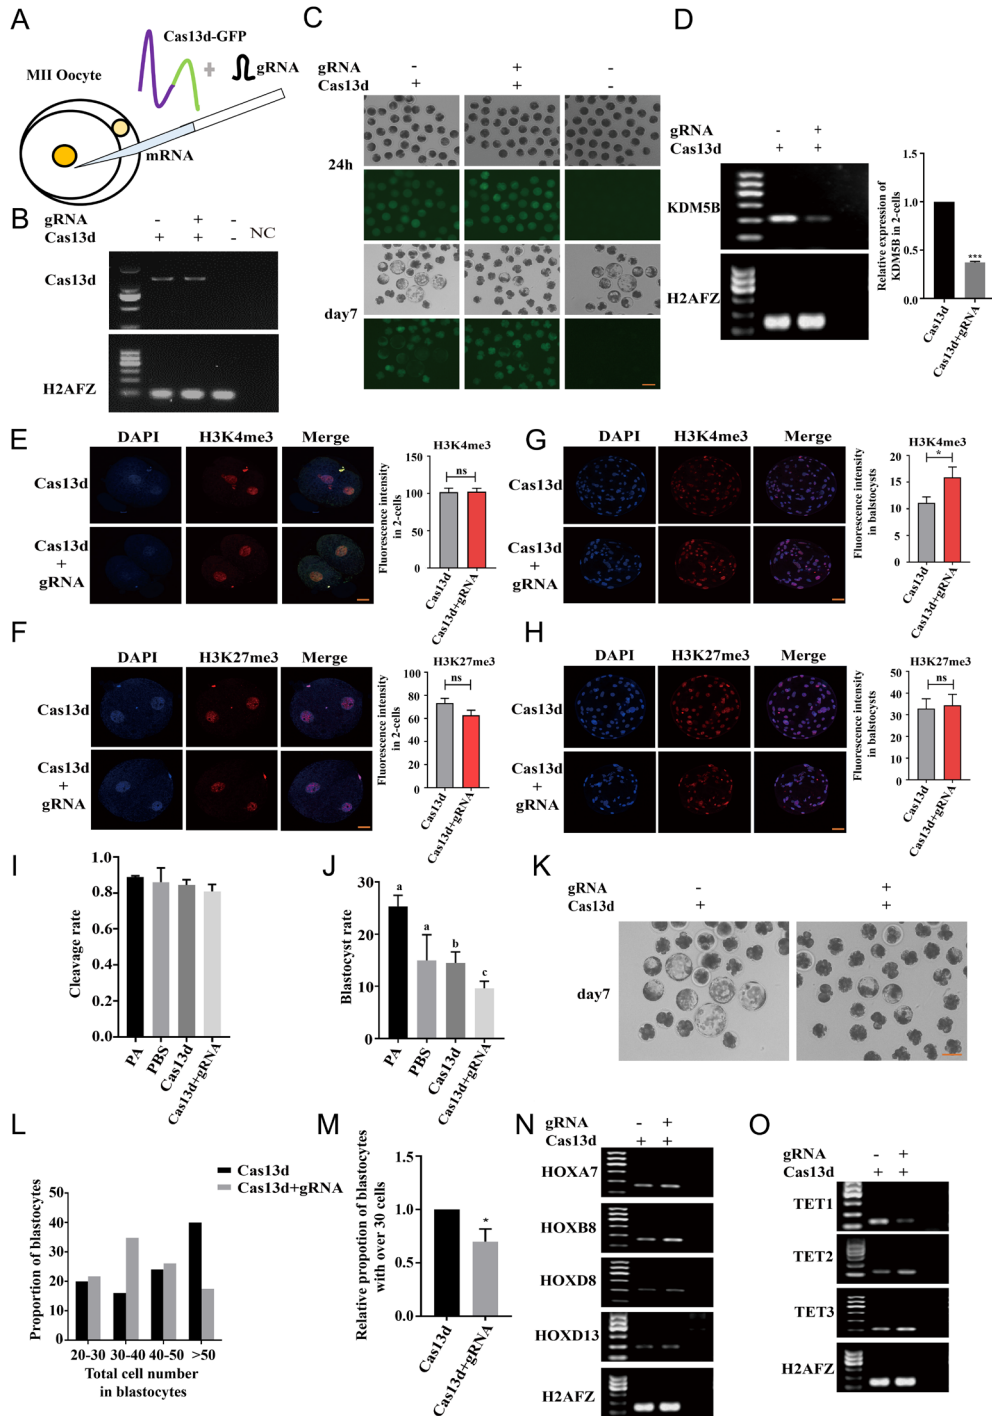 A
Cas13d-GFP
MII Oocyte
+
gRNA
mRNA
B
gRNA - +
Cas13d + + - NC
Cas13d
H2AFZ
C
gRNA - + -
Cas13d + + -
24h
day7
D
gRNA - +
Cas13d + +
KDM5B
H2AFZ
Relative expression of
KDM5B in 2-cells
1.5
1.0
0.5
0.0
***
Cas13d
Cas13d+gRNA
E
DAPI H3K4me3 Merge
Cas13d
Cas13d
+
gRNA
H3K4me3
Fluorescence intensity
in 2-cells
150
100
50
0
ns
Cas13d
Cas13d+gRNA
G
DAPI H3K4me3 Merge
Cas13d
Cas13d
+
gRNA
H3K4me3
Fluorescence intensity
in balstocysts
20
15
10
5
0
*
Cas13d
Cas13d+gRNA
F
DAPI H3K27me3 Merge
Cas13d
Cas13d
+
gRNA
H3K27me3
Fluorescence intensity
in 2-cells
100
80
60
40
20
0
ns
Cas13d
Cas13d+gRNA
H
DAPI H3K27me3 Merge
Cas13d
Cas13d
+
gRNA
H3K27me3
Fluorescence intensity
in balstocysts
50
40
30
20
10
0
ns
Cas13d
Cas13d+gRNA
I
Cleavage rate
1.0
0.8
0.6
0.4
0.2
0.0
PA
PBS
Cas13d
Cas13d+gRNA
J
Blastocyst rate
30
20
10
0
a
a
b
c
PA
PBS
Cas13d
Cas13d+gRNA
K
gRNA - +
Cas13d + +
day7
L
Cas13d
Cas13d+gRNA
Proportion of blastocytes
50
40
30
20
10
0
20-30 30-40 40-50 >50
Total cell number
in blastocytes
M
Relative propotion of blastocytes
with over 30 cells
1.5
1.0
0.5
0.0
*
Cas13d
Cas13d+gRNA
N
gRNA - +
Cas13d + +
HOXA7
HOXB8
HOXD8
HOXD13
H2AFZ
O
gRNA - +
Cas13d + +
TET1
TET2
TET3
H2AFZ